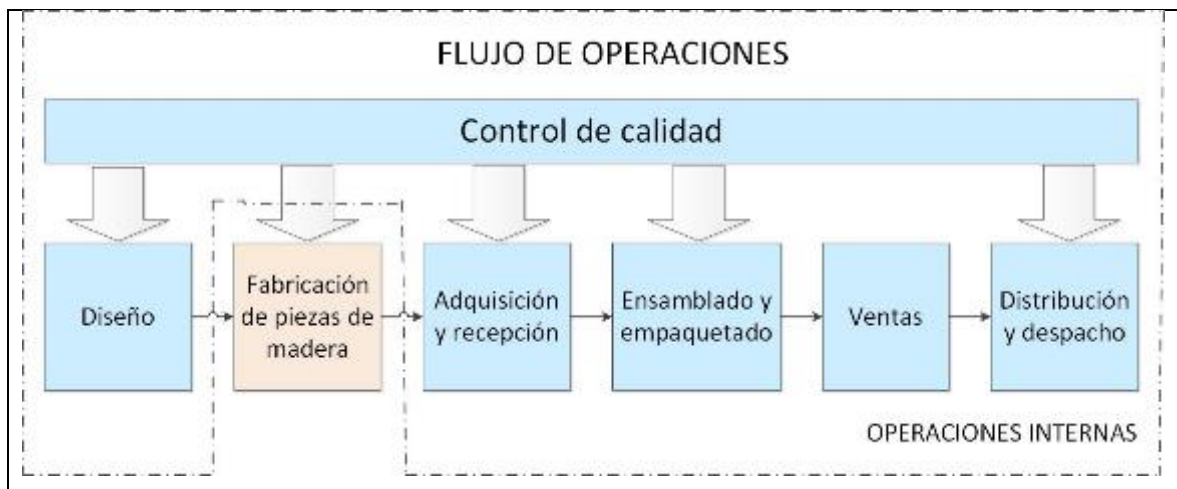 FLUJO DE OPERACIONES
Control de calidad
Diseño
Fabricación
de piezas de
madera
Adquisición
y recepción
Ensamblado y
empaquetado
Ventas
Distribución
y despacho
OPERACIONES INTERNAS